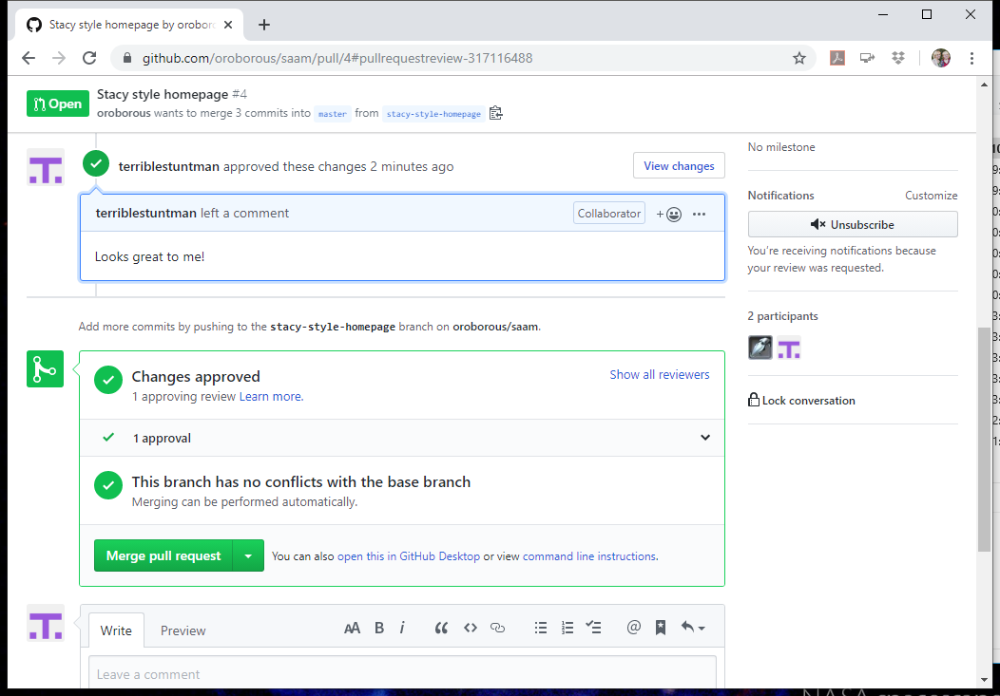 Stacy style homepage by orobor
github.com/oroborous/saam/pull/4#pullrequestreview-317116488
Open
Stacy style homepage #4
oroborous wants to merge 3 commits into master from stacy-style-homepage
terriblestuntman approved these changes 2 minutes ago
View changes
terriblestuntman left a comment
Collaborator
Looks great to me!
Add more commits by pushing to the stacy-style-homepage branch on oroborous/saam.
Changes approved
Show all reviewers
1 approving review Learn more.
1 approval
This branch has no conflicts with the base branch
Merging can be performed automatically.
Merge pull request
You can also open this in GitHub Desktop or view command line instructions.
Write
Preview
AA B i
Leave a comment
No milestone
Notifications
Customize
Unsubscribe
You're receiving notifications because
your review was requested.
2 participants
Lock conversation